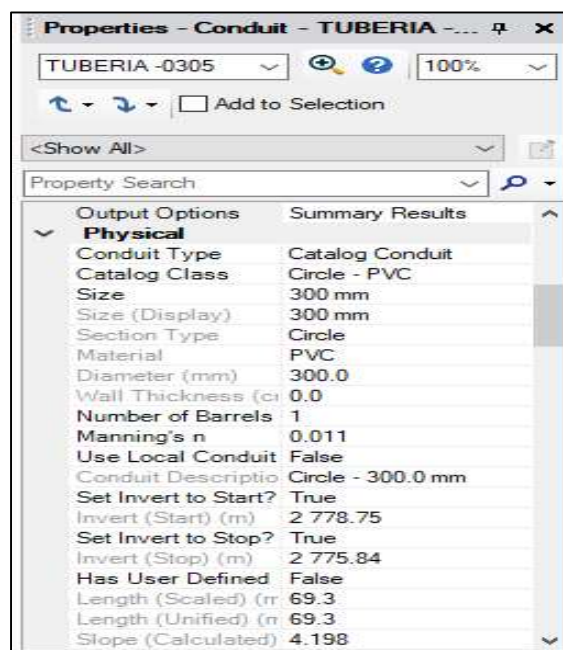 Properties - Conduit - TUBERIA -...
TUBERIA -0305 100%
Add to Selection
<Show All>
Property Search
Output Options Summary Results
Physical
Conduit Type Catalog Conduit
Catalog Class Circle - PVC
Size 300 mm
Size (Display) 300 mm
Section Type Circle
Material PVC
Diameter (mm) 300.0
Wall Thickness (c 0.0
Number of Barrels 1
Manning's n 0.011
Use Local Conduit False
Conduit Descriptio Circle - 300.0 mm
Set Invert to Start? True
Invert (Start) (m) 2 778.75
Set Invert to Stop? True
Invert (Stop) (m) 2 775.84
Has User Defined False
Length (Scaled) (m 69.3
Length (Unified) (m 69.3
Slope (Calculated) 4.198